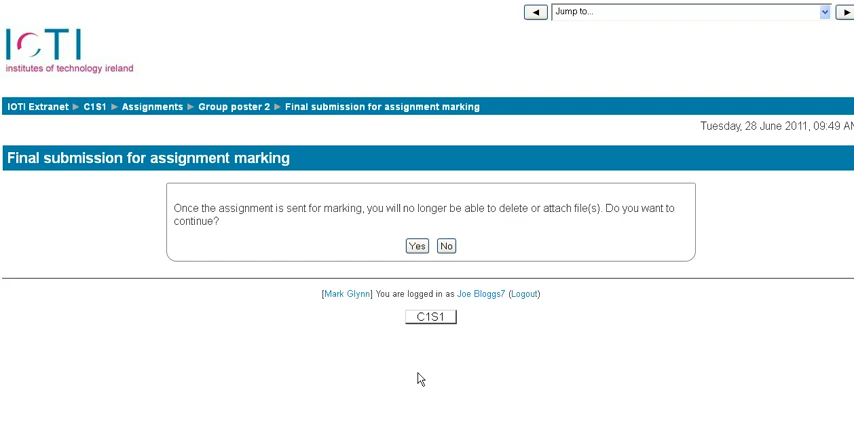 Jump to...
IOTI
institutes of technology ireland
IOTI Extranet ► C1S1 ► Assignments ► Group poster 2 ► Final submission for assignment marking
Tuesday, 28 June 2011, 09:49 AM
Final submission for assignment marking
Once the assignment is sent for marking, you will no longer be able to delete or attach file(s). Do you want to
continue?
Yes No
[Mark Glynn] You are logged in as Joe Bloggs7 (Logout)
C1S1